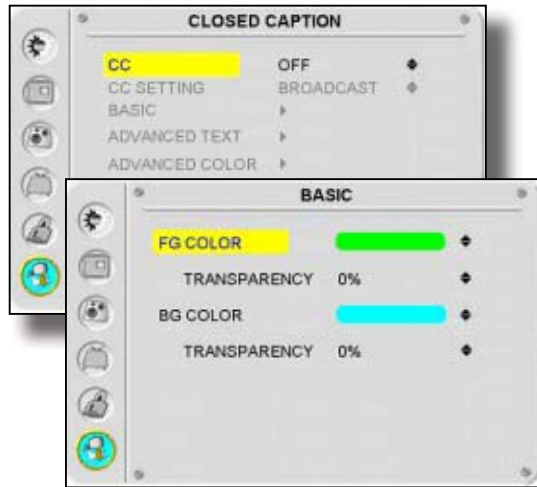 CLOSED CAPTION
CC OFF
CC SETTING BROADCAST
BASIC
ADVANCED TEXT
ADVANCED COLOR
BASIC
FG COLOR
TRANSPARENCY 0%
BG COLOR
TRANSPARENCY 0%